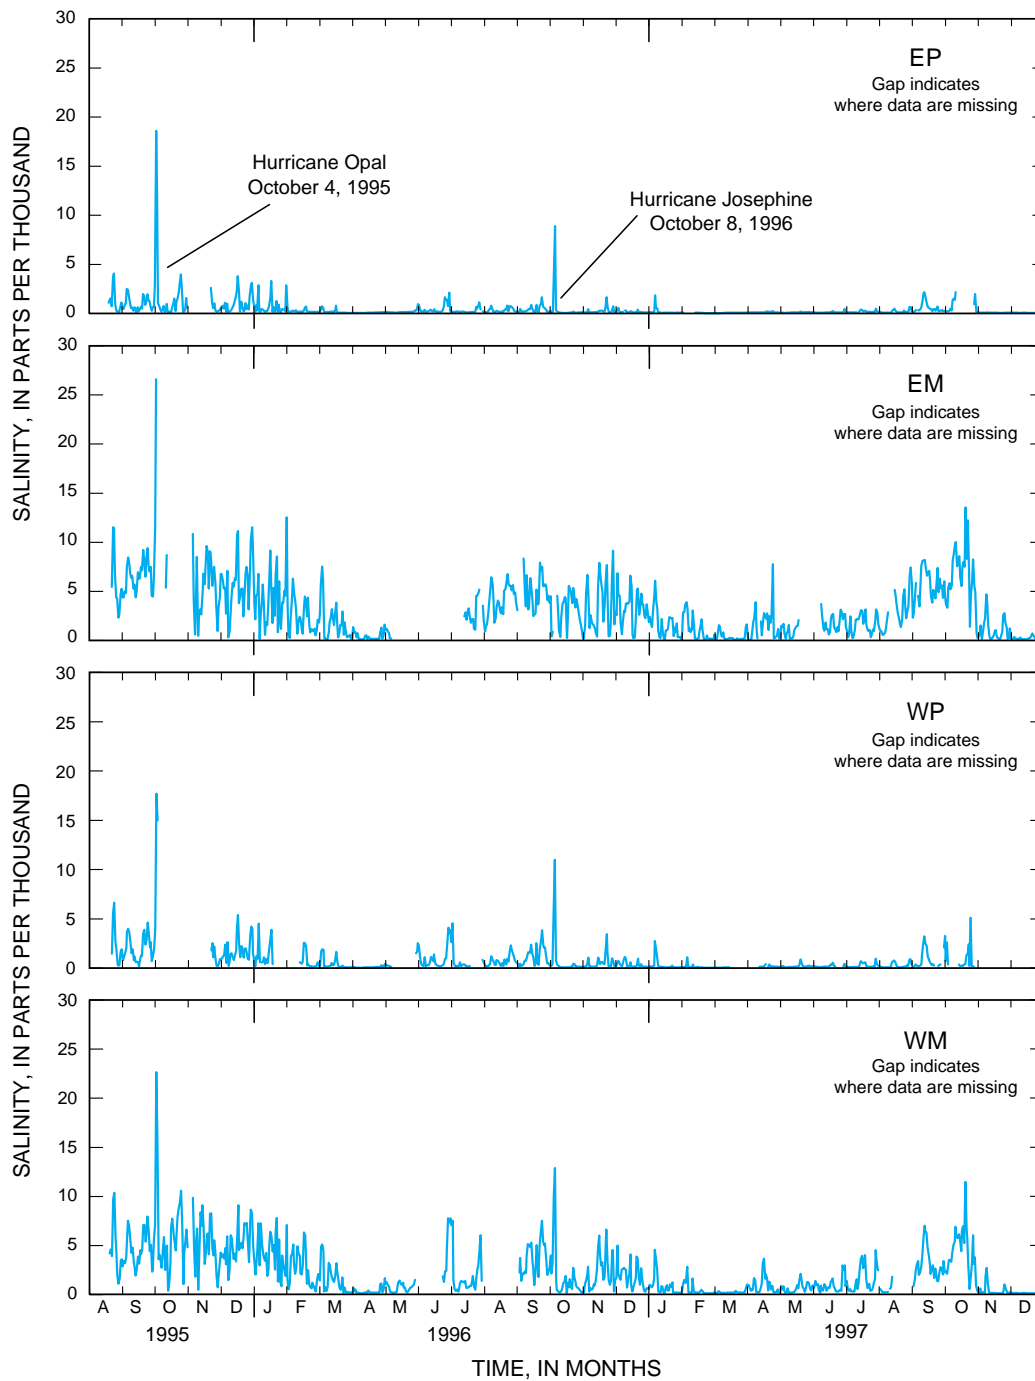 SALINITY, IN PARTS PER THOUSAND
30
25
20
15
10
5
0
EP
Gap indicates
where data are missing
Hurricane Opal
October 4, 1995
Hurricane Josephine
October 8, 1996
30
25
20
15
10
5
0
EM
Gap indicates
where data are missing
SALINITY, IN PARTS PER THOUSAND
30
25
20
15
10
5
0
WP
Gap indicates
where data are missing
30
25
20
15
10
5
0
WM
Gap indicates
where data are missing
A S O N D J F M A M J J A S O N D J F M A M J J A S O N D
1995 1996 1997
TIME, IN MONTHS